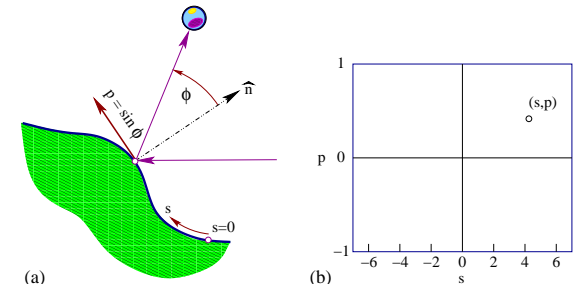 p = sin ϕ
ϕ
n̂
s
s=0
(a)
1
(s,p)
p 0
−1
−6 −4 −2 0 2 4 6
s
(b)